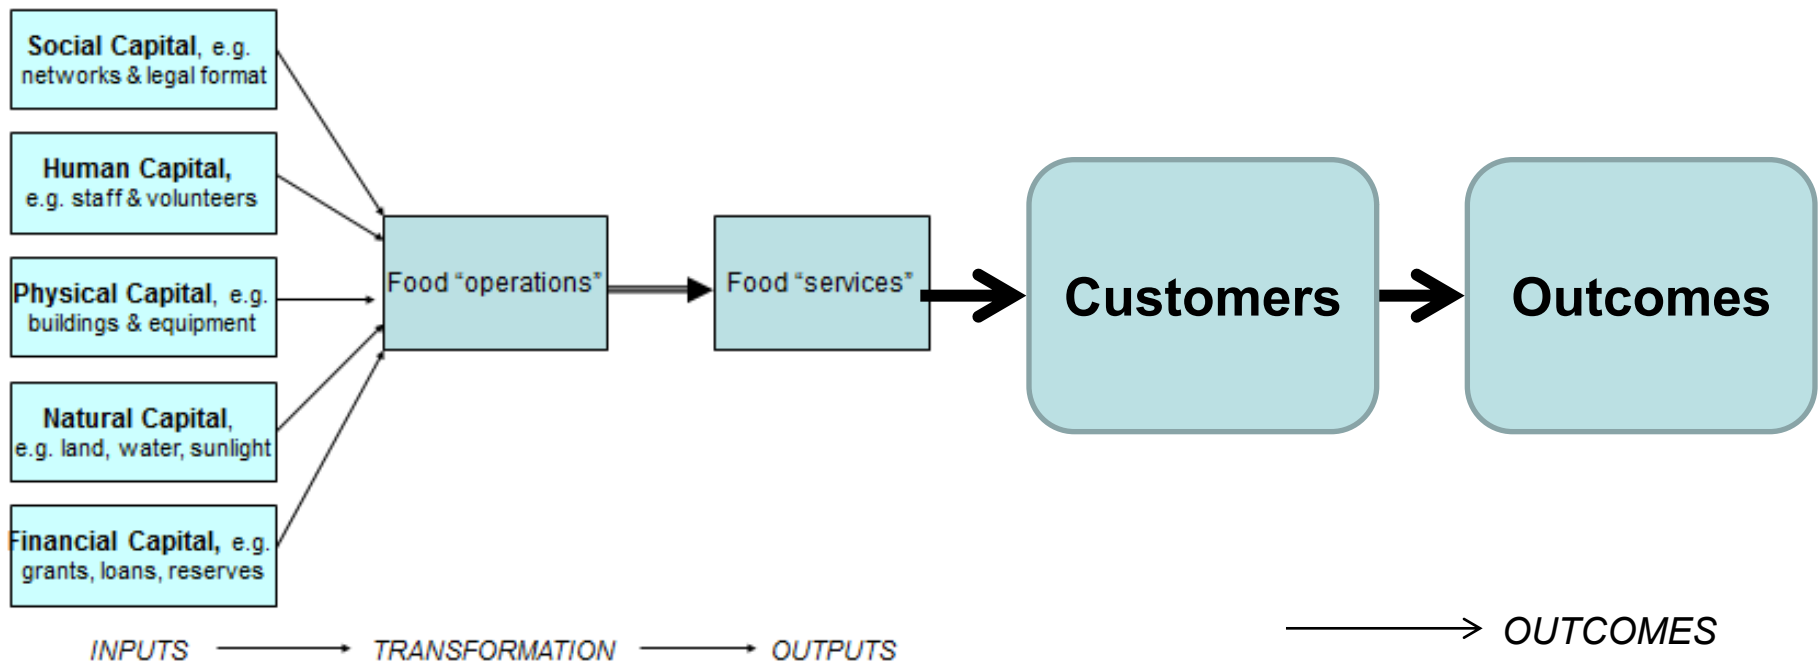 Social Capital, e.g.
networks & legal format
Human Capital,
e.g. staff & volunteers
Physical Capital, e.g.
buildings & equipment
Natural Capital,
e.g. land, water, sunlight
Financial Capital, e.g.
grants, loans, reserves
Food “operations”
Food “services”
Customers
Outcomes
INPUTS
TRANSFORMATION
OUTPUTS
OUTCOMES